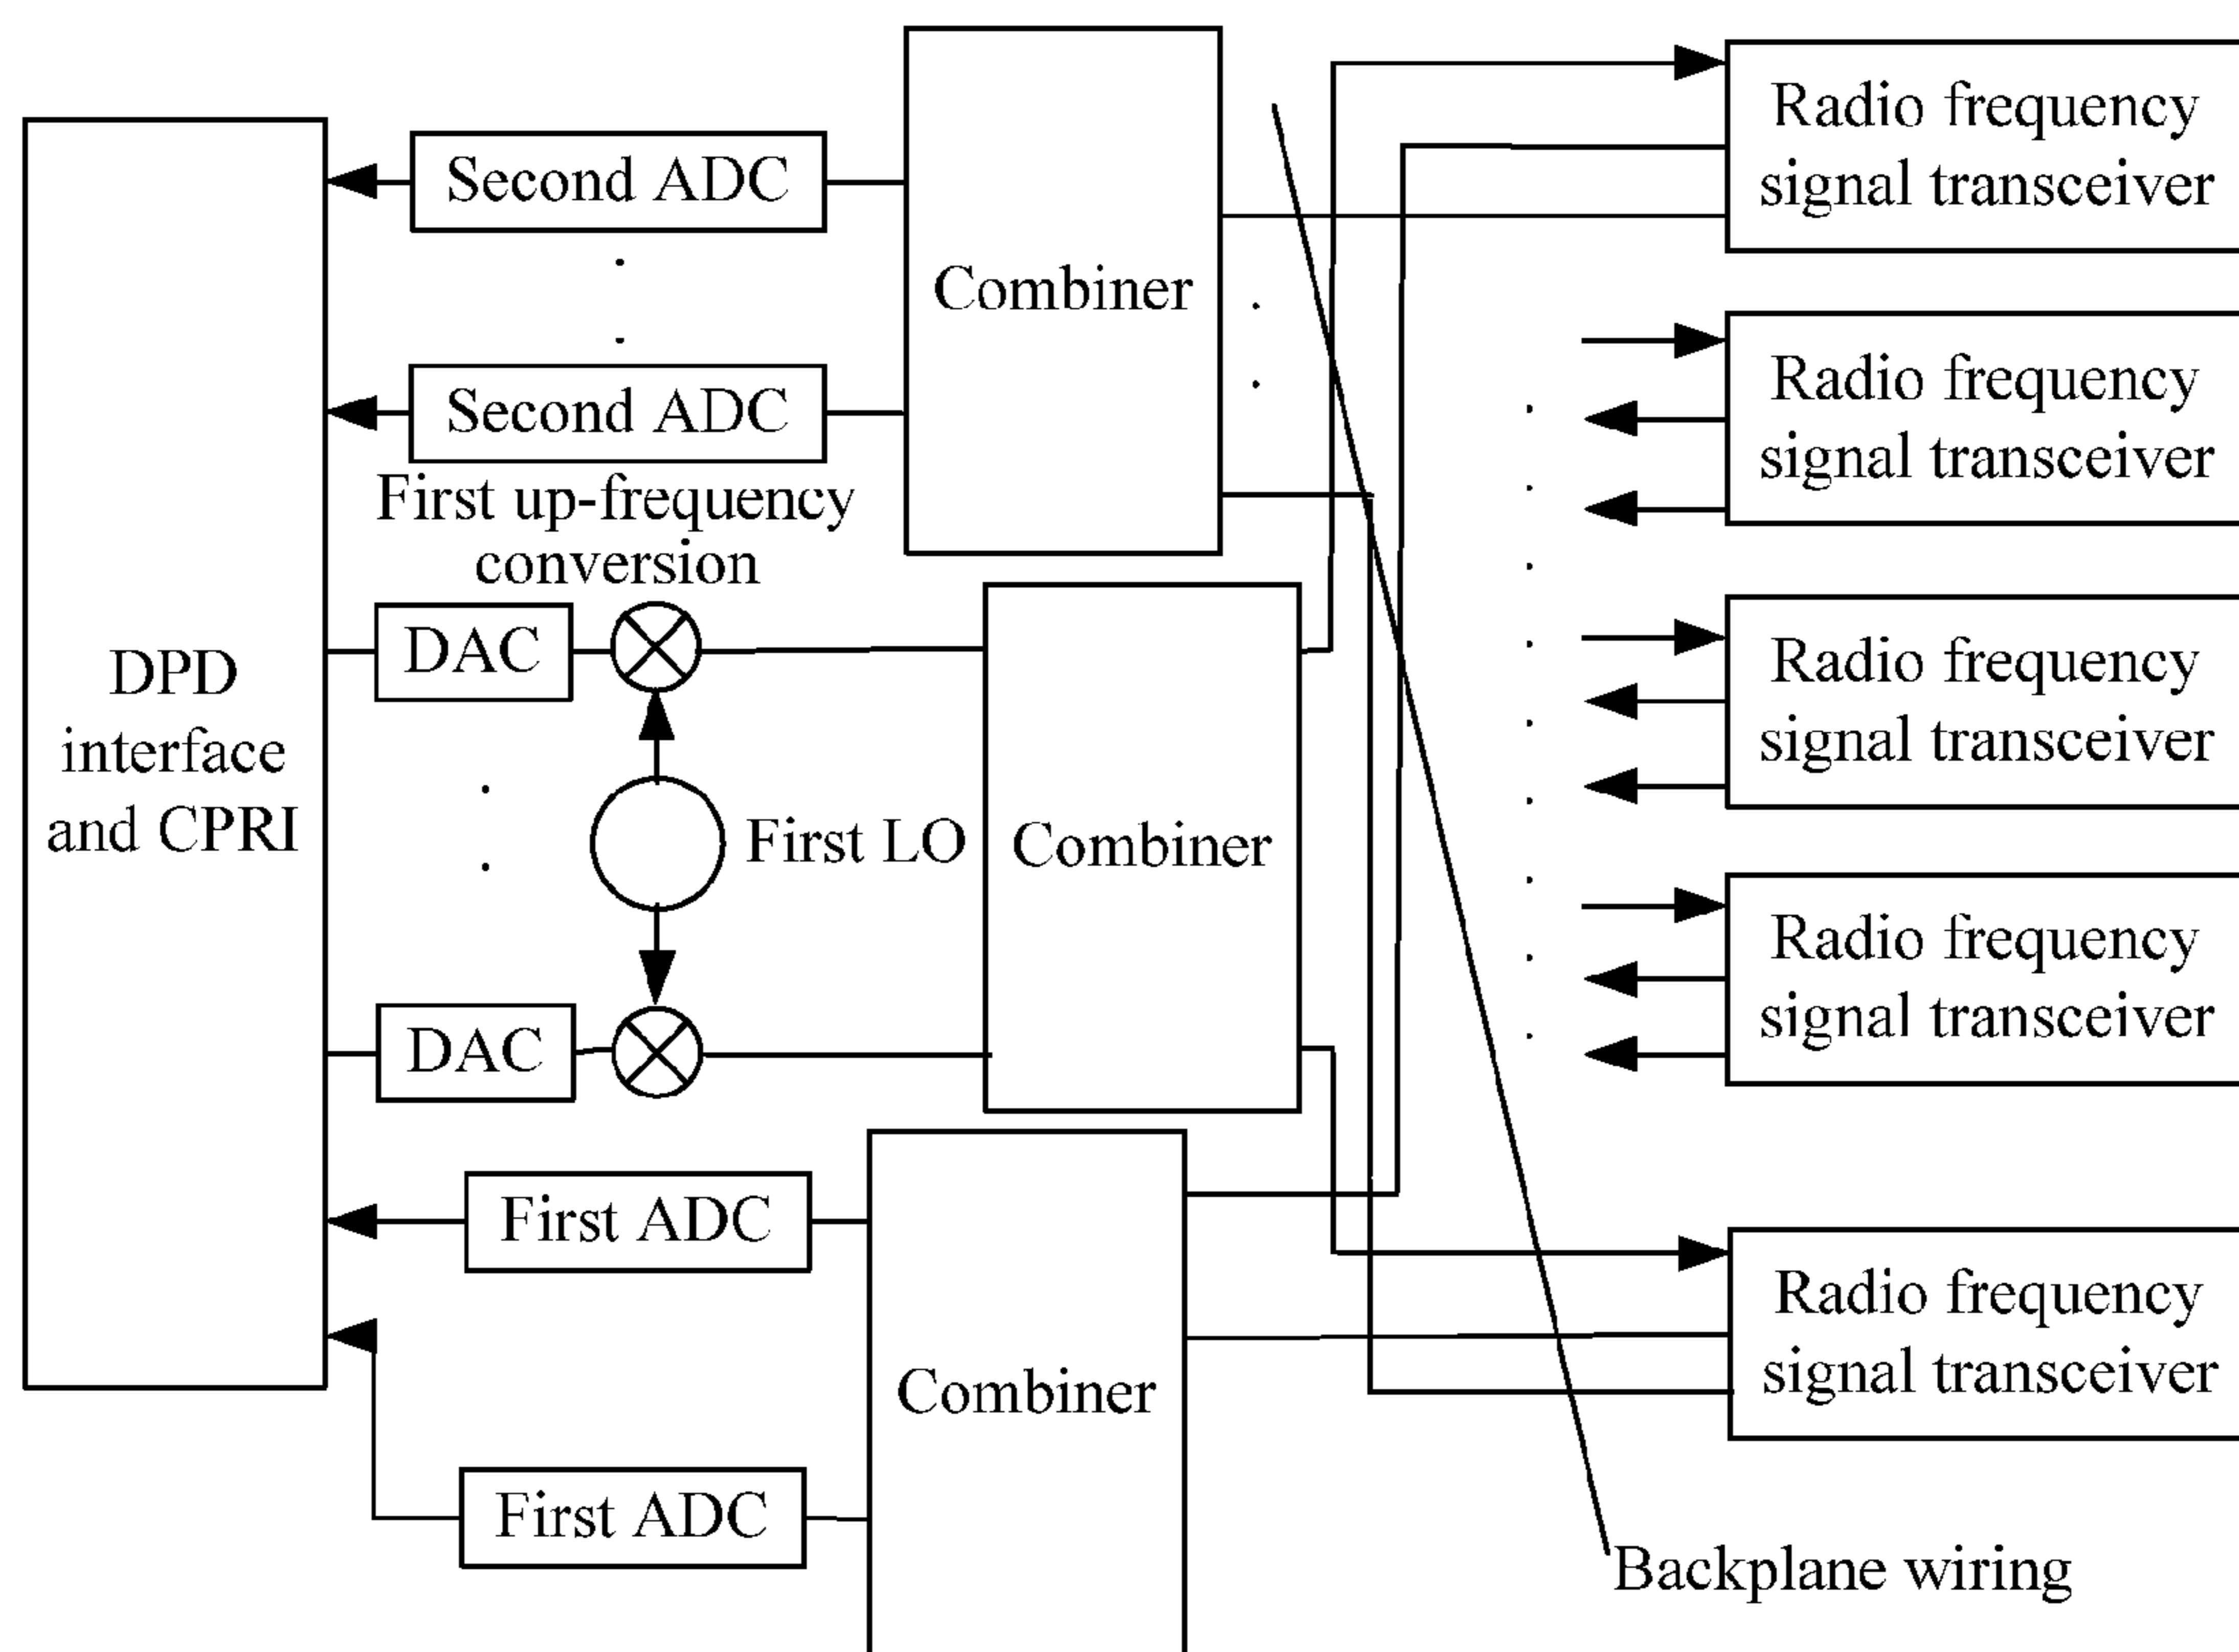 DPD
interface
and CPRI
Second ADC
Second ADC
First up-frequency
conversion
DAC
First LO
DAC
First ADC
First ADC
Combiner
Combiner
Combiner
Radio frequency
signal transceiver
Radio frequency
signal transceiver
Radio frequency
signal transceiver
Radio frequency
signal transceiver
Radio frequency
signal transceiver
Backplane wiring